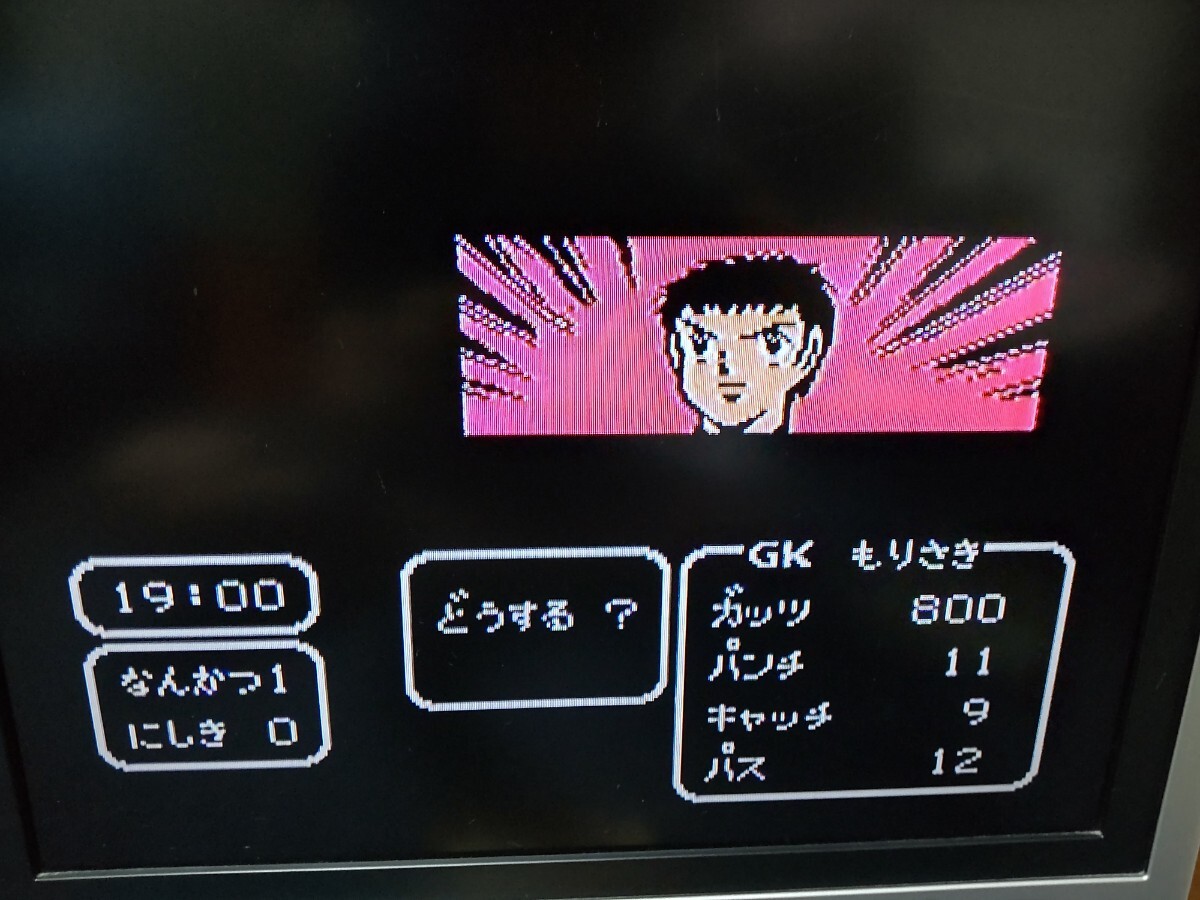 19:00
なんかつ1
にしき 0
どうする ?
GK もりさき
ガッツ 800
パンチ 11
キャッチ 9
パス 12